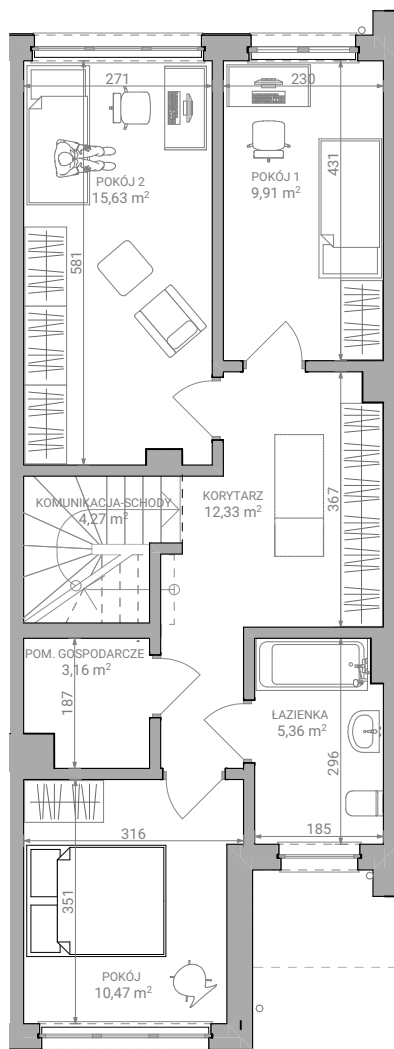 271
230
POKÓJ 2
15,63 m²
POKÓJ 1
9,91 m²
431
581
KOMUNIKACJA-SCHODY
4,27 m²
KORYTARZ
12,33 m²
367
POM. GOSPODARCZE
3,16 m²
187
ŁAZIENKA
5,36 m²
296
185
316
351
POKÓJ
10,47 m²